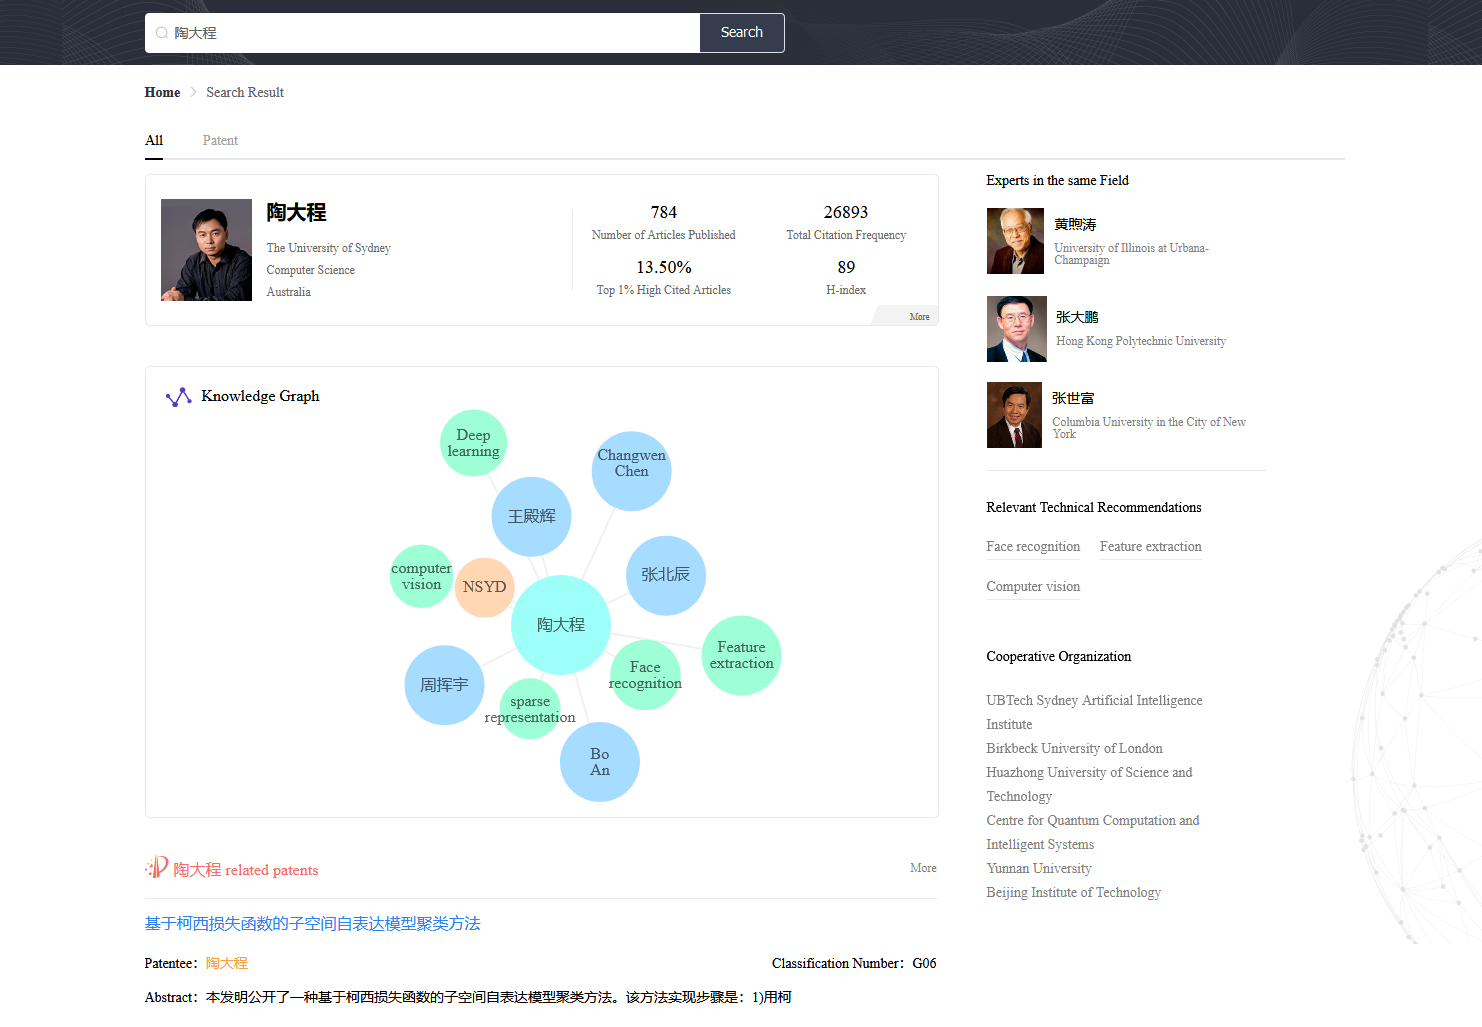 陶大程
Search
Home
Search Result
All
Patent
陶大程
The University of Sydney
Computer Science
Australia
784
Number of Articles Published
26893
Total Citation Frequency
13.50%
Top 1% High Cited Articles
89
H-index
More
Knowledge Graph
Deep
learning
Changwen
Chen
王殿辉
张北辰
computer
vision
NSYD
陶大程
Feature
extraction
Face
recognition
周挥宇
sparse
representation
Bo
An
陶大程 related patents
More
基于柯西损失函数的子空间自表达模型聚类方法
Patentee：陶大程
Classification Number：G06
Abstract：本发明公开了一种基于柯西损失函数的子空间自表达模型聚类方法。该方法实现步骤是：1)用柯
Experts in the same Field
黄煦涛
University of Illinois at Urbana-
Champaign
张大鹏
Hong Kong Polytechnic University
张世富
Columbia University in the City of New
York
Relevant Technical Recommendations
Face recognition
Feature extraction
Computer vision
Cooperative Organization
UBTech Sydney Artificial Intelligence
Institute
Birkbeck University of London
Huazhong University of Science and
Technology
Centre for Quantum Computation and
Intelligent Systems
Yunnan University
Beijing Institute of Technology